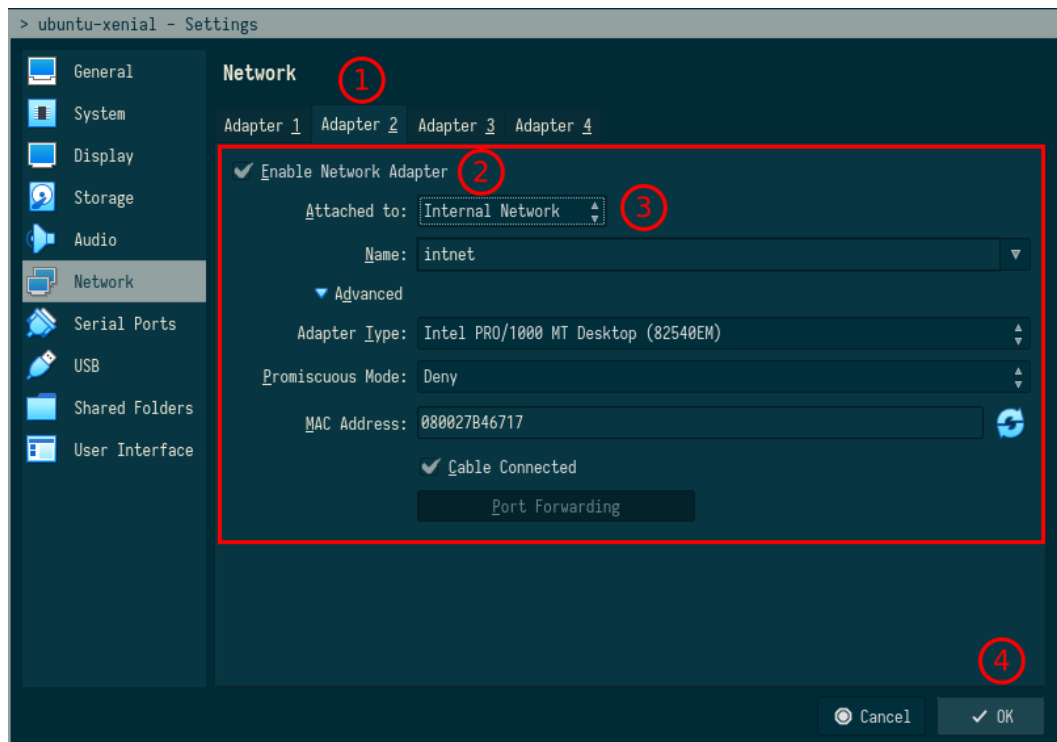 > ubuntu-xenial - Settings
General
System
Display
Storage
Audio
Network
Serial Ports
USB
Shared Folders
User Interface
Network
1
Adapter 1 Adapter 2 Adapter 3 Adapter 4
Enable Network Adapter 2
Attached to: Internal Network 3
Name: intnet
Advanced
Adapter Type: Intel PRO/1000 MT Desktop (82540EM)
Promiscuous Mode: Deny
MAC Address: 080027B46717
Cable Connected
Port Forwarding
4
Cancel OK